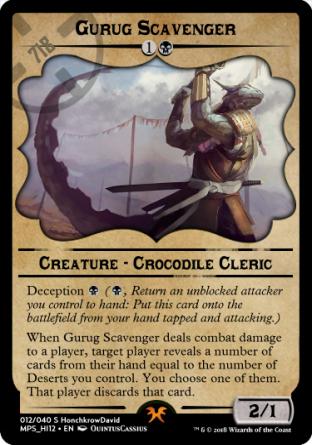 71B
Gurug Scavenger
1
Creature - Crocodile Cleric
Deception (, Return an unblocked attacker
you control to hand: Put this card onto the
battlefield from your hand tapped and attacking.)
When Gurug Scavenger deals combat damage
to a player, target player reveals a number of
cards from their hand equal to the number of
Deserts you control. You choose one of them.
That player discards that card.
2/1
012/040 S HonchkrowDavid
MPS_HI12 • EN QuintusCassius
™ & © 2018 Wizards of the Coast